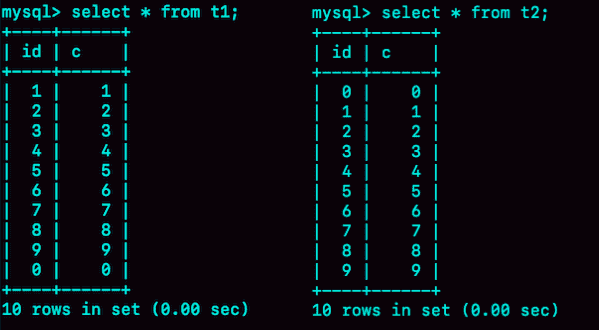 mysql> select * from t1;
+----+------+
| id | c    |
+----+------+
|  1 |    1 |
|  2 |    2 |
|  3 |    3 |
|  4 |    4 |
|  5 |    5 |
|  6 |    6 |
|  7 |    7 |
|  8 |    8 |
|  9 |    9 |
|  0 |    0 |
+----+------+
10 rows in set (0.00 sec)
mysql> select * from t2;
+----+------+
| id | c    |
+----+------+
|  0 |    0 |
|  1 |    1 |
|  2 |    2 |
|  3 |    3 |
|  4 |    4 |
|  5 |    5 |
|  6 |    6 |
|  7 |    7 |
|  8 |    8 |
|  9 |    9 |
+----+------+
10 rows in set (0.00 sec)